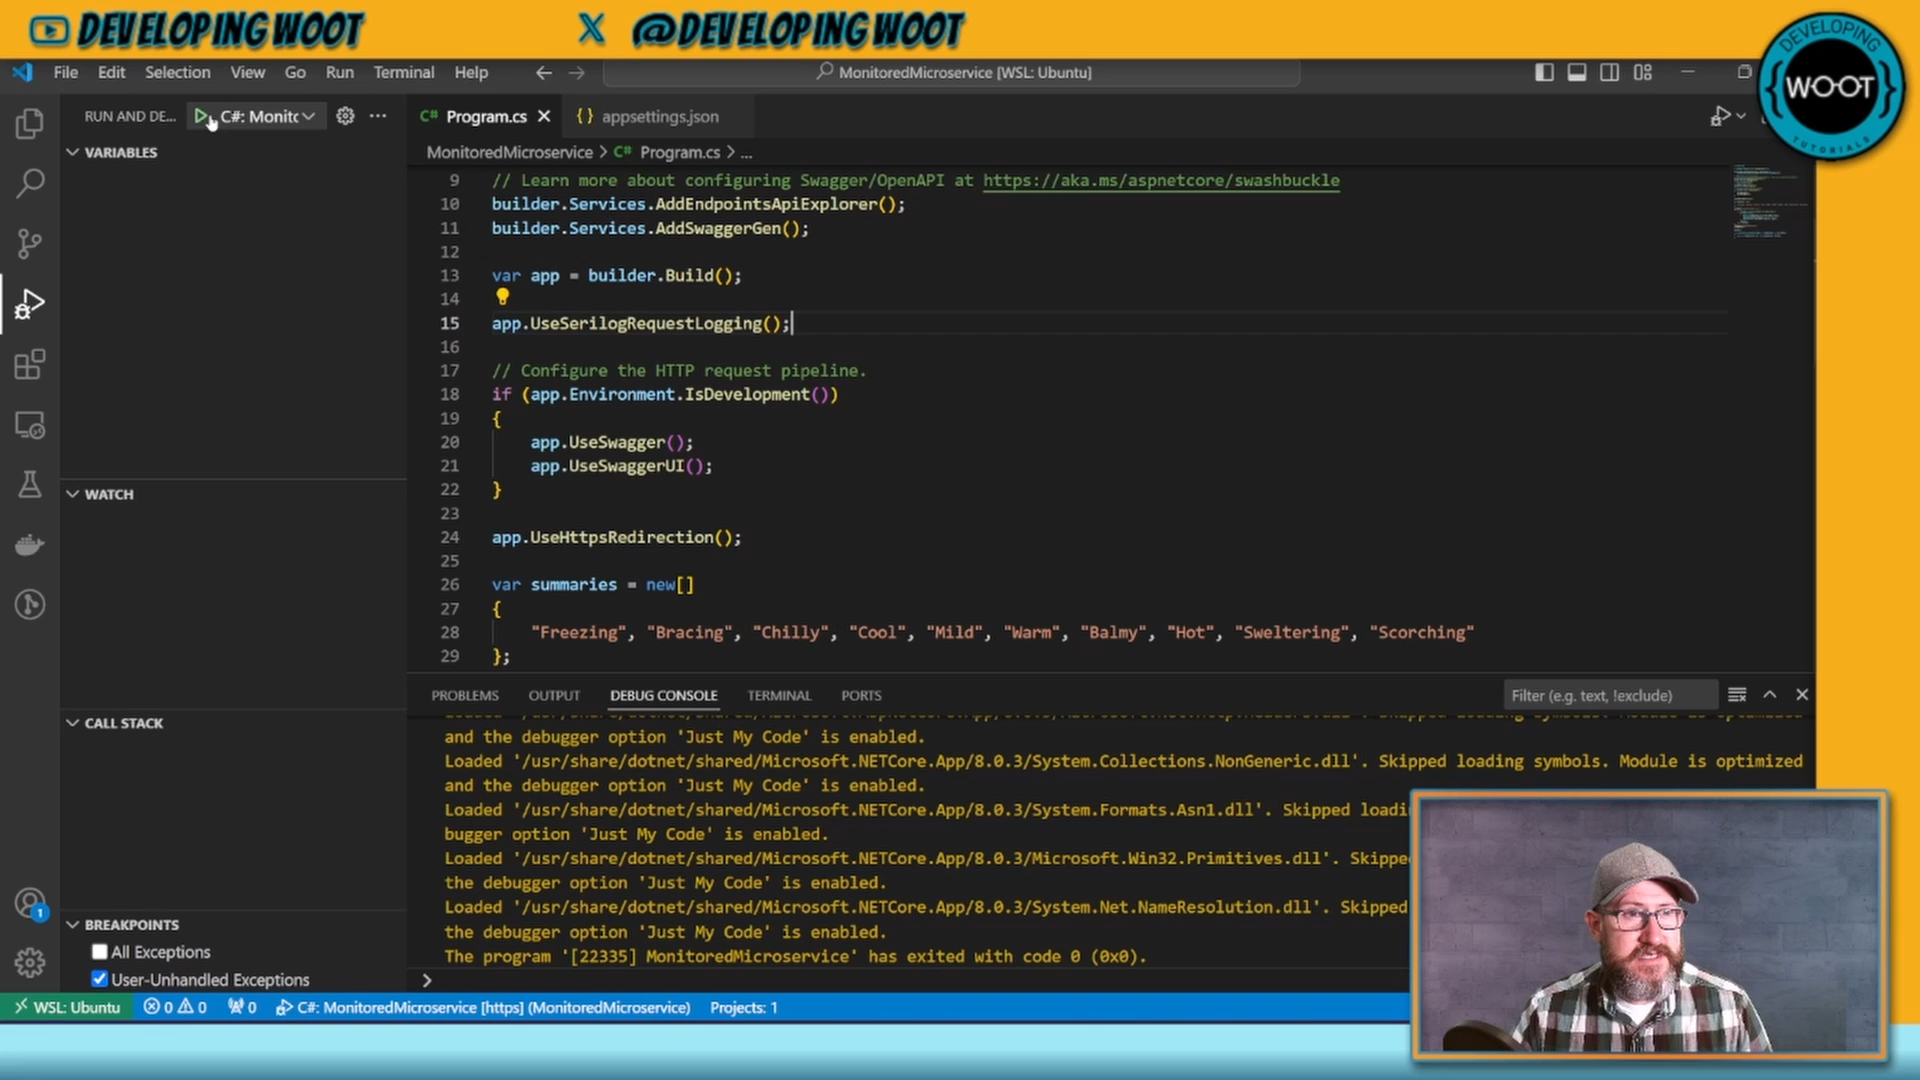 DEVELOPINGWOOT
@DEVELOPINGWOOT
DEVELOPING
WOOT
TUTORIALS
File Edit Selection View Go Run Terminal Help
MonitoredMicroservice [WSL: Ubuntu]
RUN AND DE... C#: Monito
Program.cs
{} appsettings.json
VARIABLES
MonitoredMicroservice > C# Program.cs > ...
9 // Learn more about configuring Swagger/OpenAPI at https://aka.ms/aspnetcore/swashbuckle
10 builder.Services.AddEndpointsApiExplorer();
11 builder.Services.AddSwaggerGen();
12
13 var app = builder.Build();
14
15 app.UseSerilogRequestLogging();
16
17 // Configure the HTTP request pipeline.
18 if (app.Environment.IsDevelopment())
19 {
20 app.UseSwagger();
21 app.UseSwaggerUI();
22 }
23
24 app.UseHttpsRedirection();
25
26 var summaries = new[]
27 {
28 "Freezing", "Bracing", "Chilly", "Cool", "Mild", "Warm", "Balmy", "Hot", "Sweltering", "Scorching"
29 };
WATCH
CALL STACK
BREAKPOINTS
All Exceptions
User-Unhandled Exceptions
PROBLEMS OUTPUT DEBUG CONSOLE TERMINAL PORTS
Filter (e.g. text, !exclude)
and the debugger option 'Just My Code' is enabled.
Loaded '/usr/share/dotnet/shared/Microsoft.NETCore.App/8.0.3/System.Collections.NonGeneric.dll'. Skipped loading symbols. Module is optimized
and the debugger option 'Just My Code' is enabled.
Loaded '/usr/share/dotnet/shared/Microsoft.NETCore.App/8.0.3/System.Formats.Asn1.dll'. Skipped loadi
bugger option 'Just My Code' is enabled.
Loaded '/usr/share/dotnet/shared/Microsoft.NETCore.App/8.0.3/Microsoft.Win32.Primitives.dll'. Skipped
the debugger option 'Just My Code' is enabled.
Loaded '/usr/share/dotnet/shared/Microsoft.NETCore.App/8.0.3/System.Net.NameResolution.dll'. Skipped
the debugger option 'Just My Code' is enabled.
The program '[22335] MonitoredMicroservice' has exited with code 0 (0x0).
1
WSL: Ubuntu 0 0 0 C#: MonitoredMicroservice [https] (MonitoredMicroservice) Projects: 1